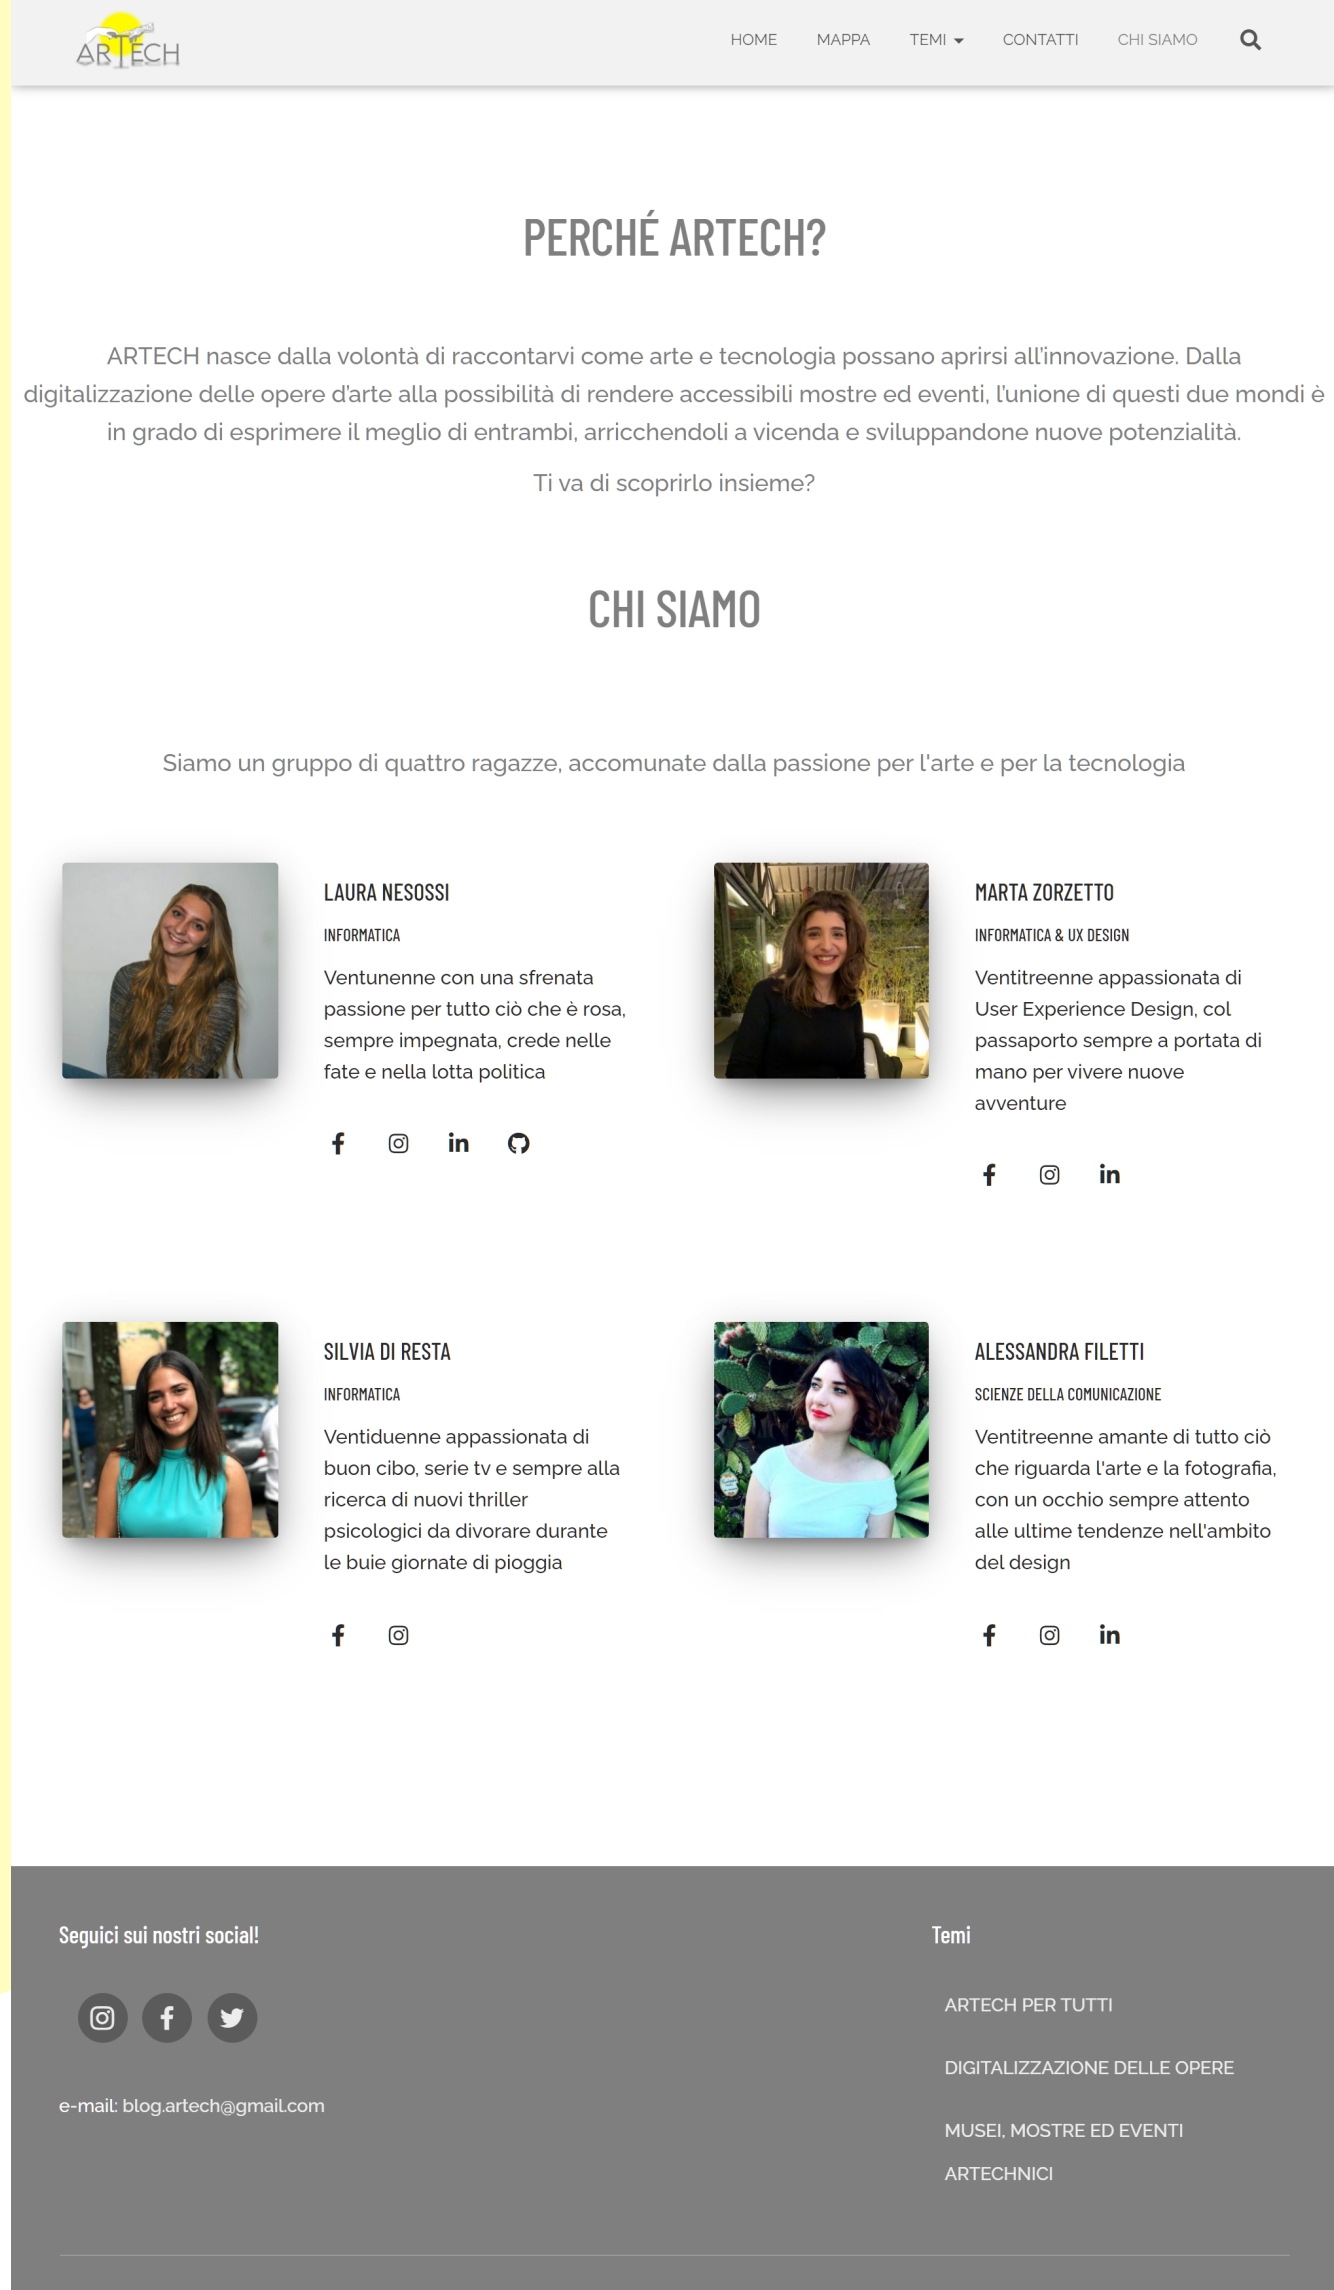 ARTECH
HOME MAPPA TEMI CONTATTI CHI SIAMO
PERCHÉ ARTECH?
ARTECH nasce dalla volontà di raccontarvi come arte e tecnologia possano aprirsi all’innovazione. Dalla
digitalizzazione delle opere d’arte alla possibilità di rendere accessibili mostre ed eventi, l’unione di questi due mondi è
in grado di esprimere il meglio di entrambi, arricchendoli a vicenda e sviluppandone nuove potenzialità.
Ti va di scoprirlo insieme?
CHI SIAMO
Siamo un gruppo di quattro ragazze, accomunate dalla passione per l'arte e per la tecnologia
LAURA NESOSSI
INFORMATICA
Ventunenne con una sfrenata
passione per tutto ciò che è rosa,
sempre impegnata, crede nelle
fate e nella lotta politica
MARTA ZORZETTO
INFORMATICA & UX DESIGN
Ventitreenne appassionata di
User Experience Design, col
passaporto sempre a portata di
mano per vivere nuove
avventure
SILVIA DI RESTA
INFORMATICA
Ventiduenne appassionata di
buon cibo, serie tv e sempre alla
ricerca di nuovi thriller
psicologici da divorare durante
le buie giornate di pioggia
ALESSANDRA FILETTI
SCIENZE DELLA COMUNICAZIONE
Ventitreenne amante di tutto ciò
che riguarda l'arte e la fotografia,
con un occhio sempre attento
alle ultime tendenze nell'ambito
del design
Seguici sui nostri social!
e-mail: blog.artech@gmail.com
Temi
ARTECH PER TUTTI
DIGITALIZZAZIONE DELLE OPERE
MUSEI, MOSTRE ED EVENTI
ARTECHNICI